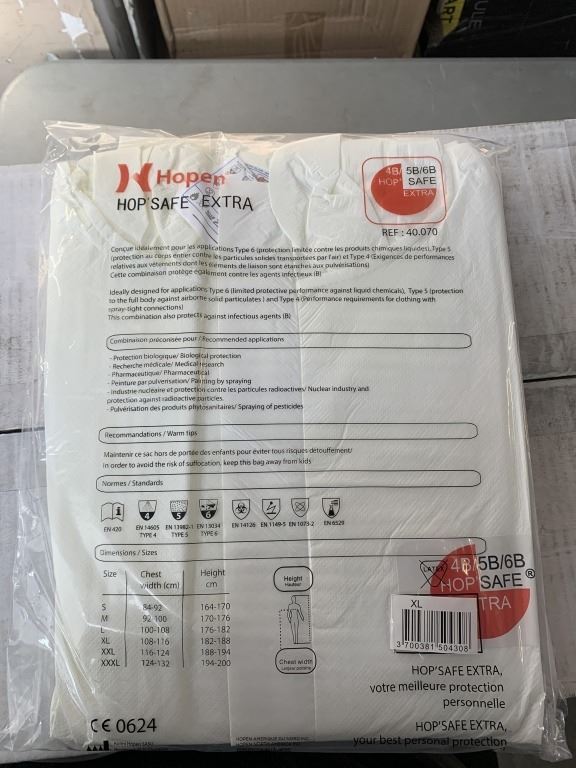 Hopen
HOP'SAFE EXTRA
4B/5B/6B
HOP' SAFE
EXTRA
REF : 40.070
Conçue idéalement pour les applications Type 6 (protection limitée contre les produits chimiques liquides), Type 5
(protection au corps entier contre les particules solides transportées par l'air) et Type 4 (Exigences de performances
relatives aux vêtements dont les éléments de liaison sont étanches aux pulvérisations)
Cette combinaison protège également contre les agents infectieux (B)
Ideally designed for applications Type 6 (limited protective performance against liquid chemicals), Type 5 (protection
to the full body against airborne solid particulates ) and Type 4 (Performance requirements for clothing with
spray-tight connections)
This combination also protects against infectious agents (B)
Combinaison préconisée pour / Recommended applications
- Protection biologique/ Biological protection
- Recherche médicale/ Medical research
- Pharmaceutique/ Pharmaceutical
- Peinture par pulvérisation/ Painting by spraying
- Industrie nucleaire et protection contre les particules radioactives/ Nuclear industry and
protection against radioactive particles.
- Pulvérisation des produits phytosanitaires/ Spraying of pesticides
Recommandations / Warm tips
Maintenir ce sac hors de portée des enfants pour éviter tous risques détouffement/
In order to avoid the risk of suffocation, keep this bag away from kids
Normes / Standards
4 5 6
EN 420 EN 14605 EN 13982-1 EN 13034 EN 14126 EN 1149-5 EN 1073-2 EN 6529
TYPE 4 TYPE 5 TYPE 6
Dimensions / Sizes
Size Chest width (cm) Height cm
S 84-92 164-170
M 92-100 170-176
L 100-108 176-182
XL 108-116 182-188
XXL 116-124 188-194
XXXL 124-132 194-200
Height
Hauteur
Chest width
Largeur poitrine
LATEX
4B/5B/6B
HOP'SAFE®
TRA
XL
3 700381 504308
HOP'SAFE EXTRA,
votre meilleure protection
personnelle
HOP'SAFE EXTRA,
your best personal protection
CE 0624